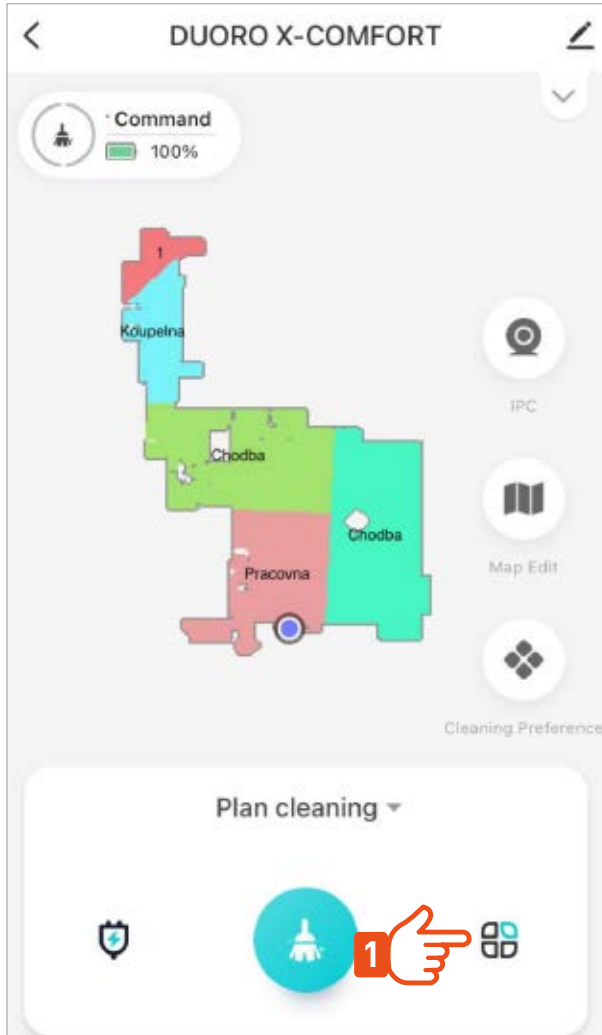 DUORO X-COMFORT
Command
100%
1
Koupelna
IPC
Chodba
Chodba
Map Edit
Pracovna
Cleaning Preference
Plan cleaning
1